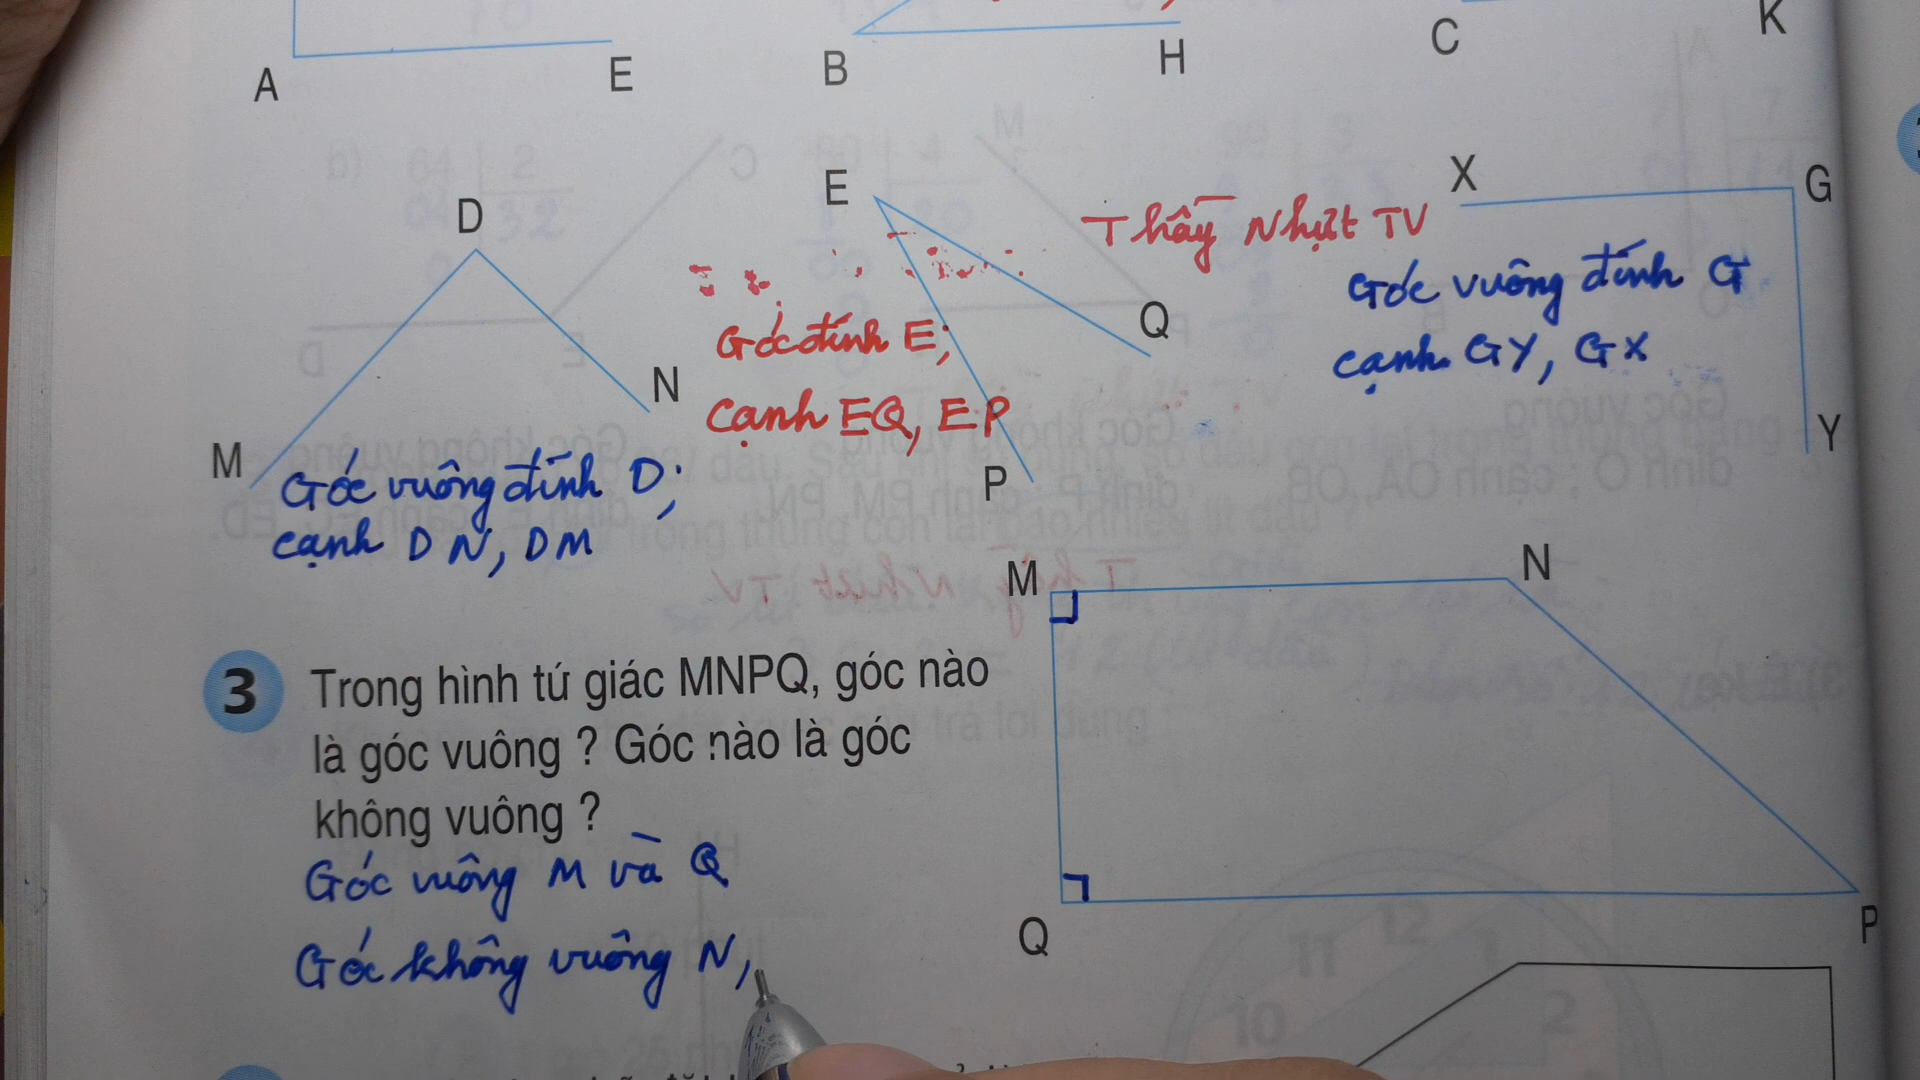 A
E
B
H
C
K
D
E
Thầy Nhựt TV
X
G
Góc vuông đỉnh G
cạnh GY, GX
Q
Góc đỉnh E;
cạnh EQ, EP
N
M
P
Y
Góc vuông đỉnh D;
cạnh DN, DM
M
N
3
Trong hình tứ giác MNPQ, góc nào
là góc vuông ? Góc nào là góc
không vuông ?
Góc vuông M và Q
Góc không vuông N,
Q
P